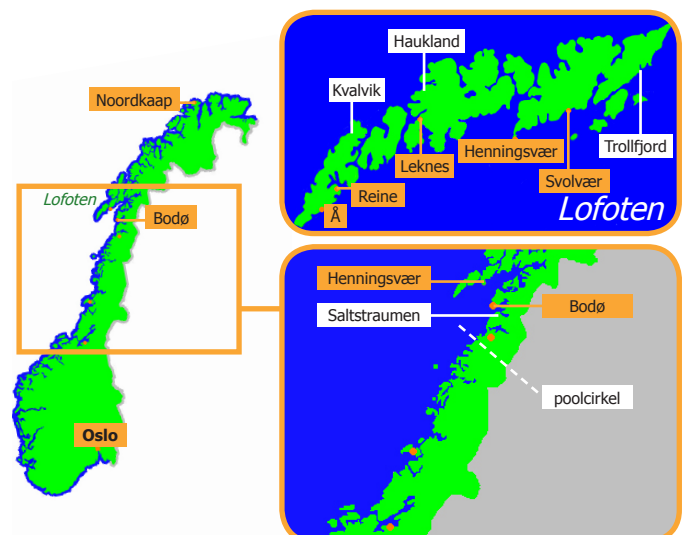 Noordkaap
Lofoten
Bodø
Oslo
Haukland
Kvalvik
Leknes
Henningsvær
Trollfjord
Svolvær
Reine
Å
Lofoten
Henningsvær
Saltstraumen
Bodø
poolcirkel